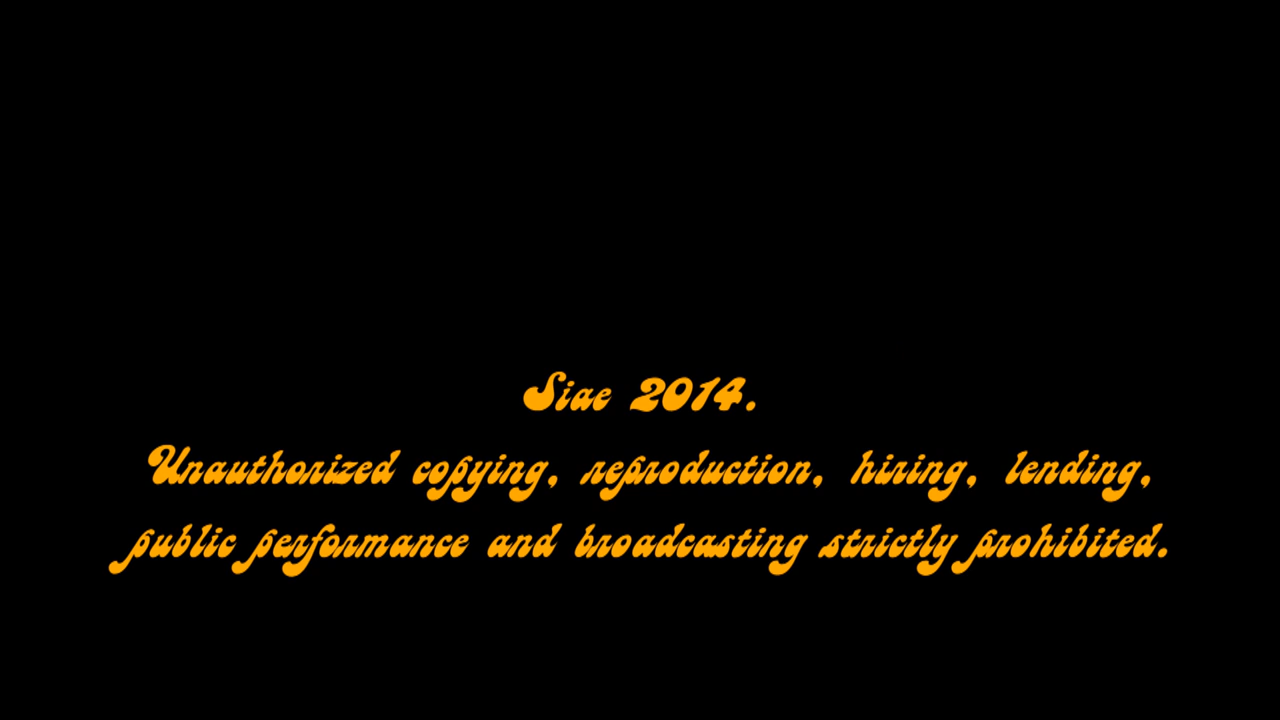 Siae 2014.
Unauthorized copying, reproduction, hiring, lending,
public performance and broadcasting strictly prohibited.